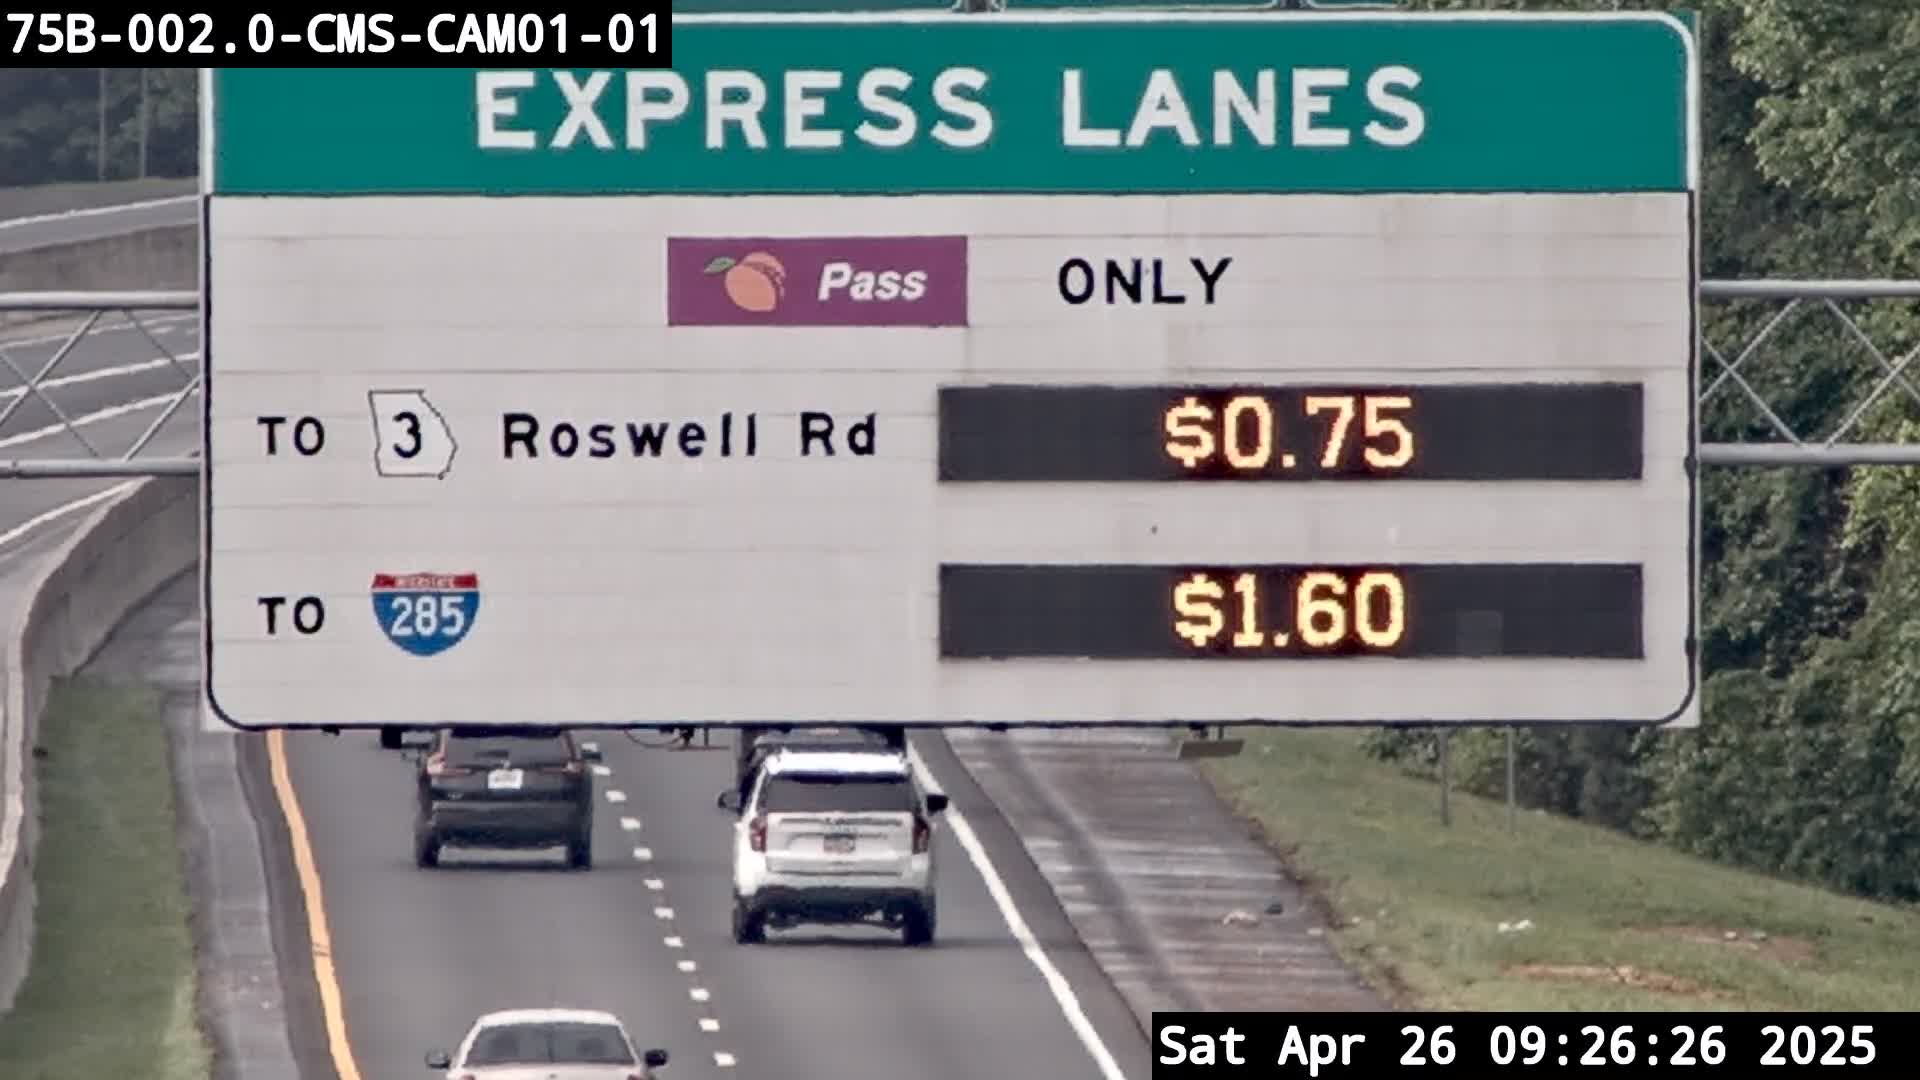 75B-002.0-CMS-CAM01-01
EXPRESS LANES
Pass ONLY
TO 3 Roswell Rd $0.75
TO INTERSTATE 285 $1.60
Sat Apr 26 09:26:26 2025